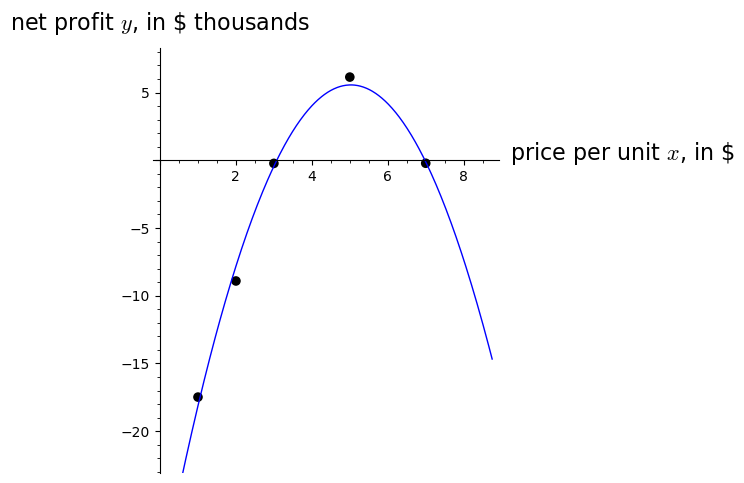 net profit y, in $ thousands
5
price per unit x, in $
2 4 6 8
−5
−10
−15
−20